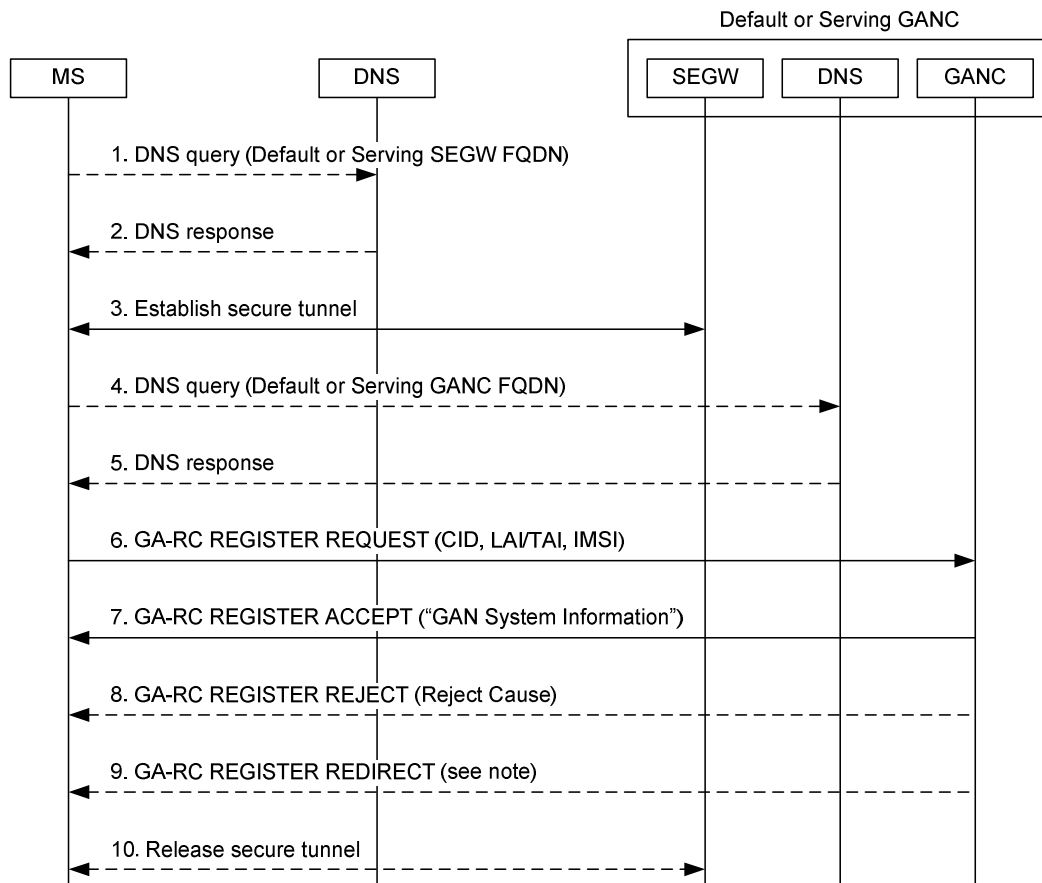 Default or Serving GANC
MS
DNS
SEGW
DNS
GANC
1. DNS query (Default or Serving SEGW FQDN)
2. DNS response
3. Establish secure tunnel
4. DNS query (Default or Serving GANC FQDN)
5. DNS response
6. GA-RC REGISTER REQUEST (CID, LAI/TAI, IMSI)
7. GA-RC REGISTER ACCEPT (“GAN System Information”)
8. GA-RC REGISTER REJECT (Reject Cause)
9. GA-RC REGISTER REDIRECT (see note)
10. Release secure tunnel